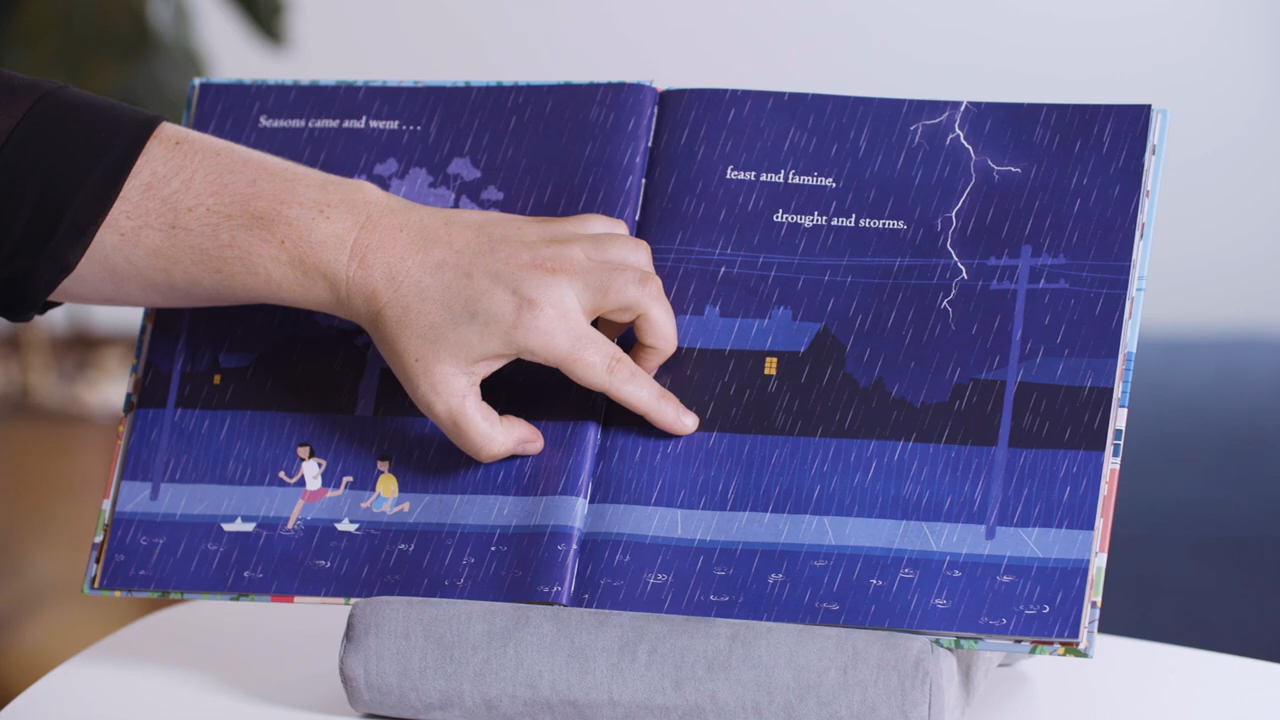 Seasons came and went . . .
feast and famine,
drought and storms.